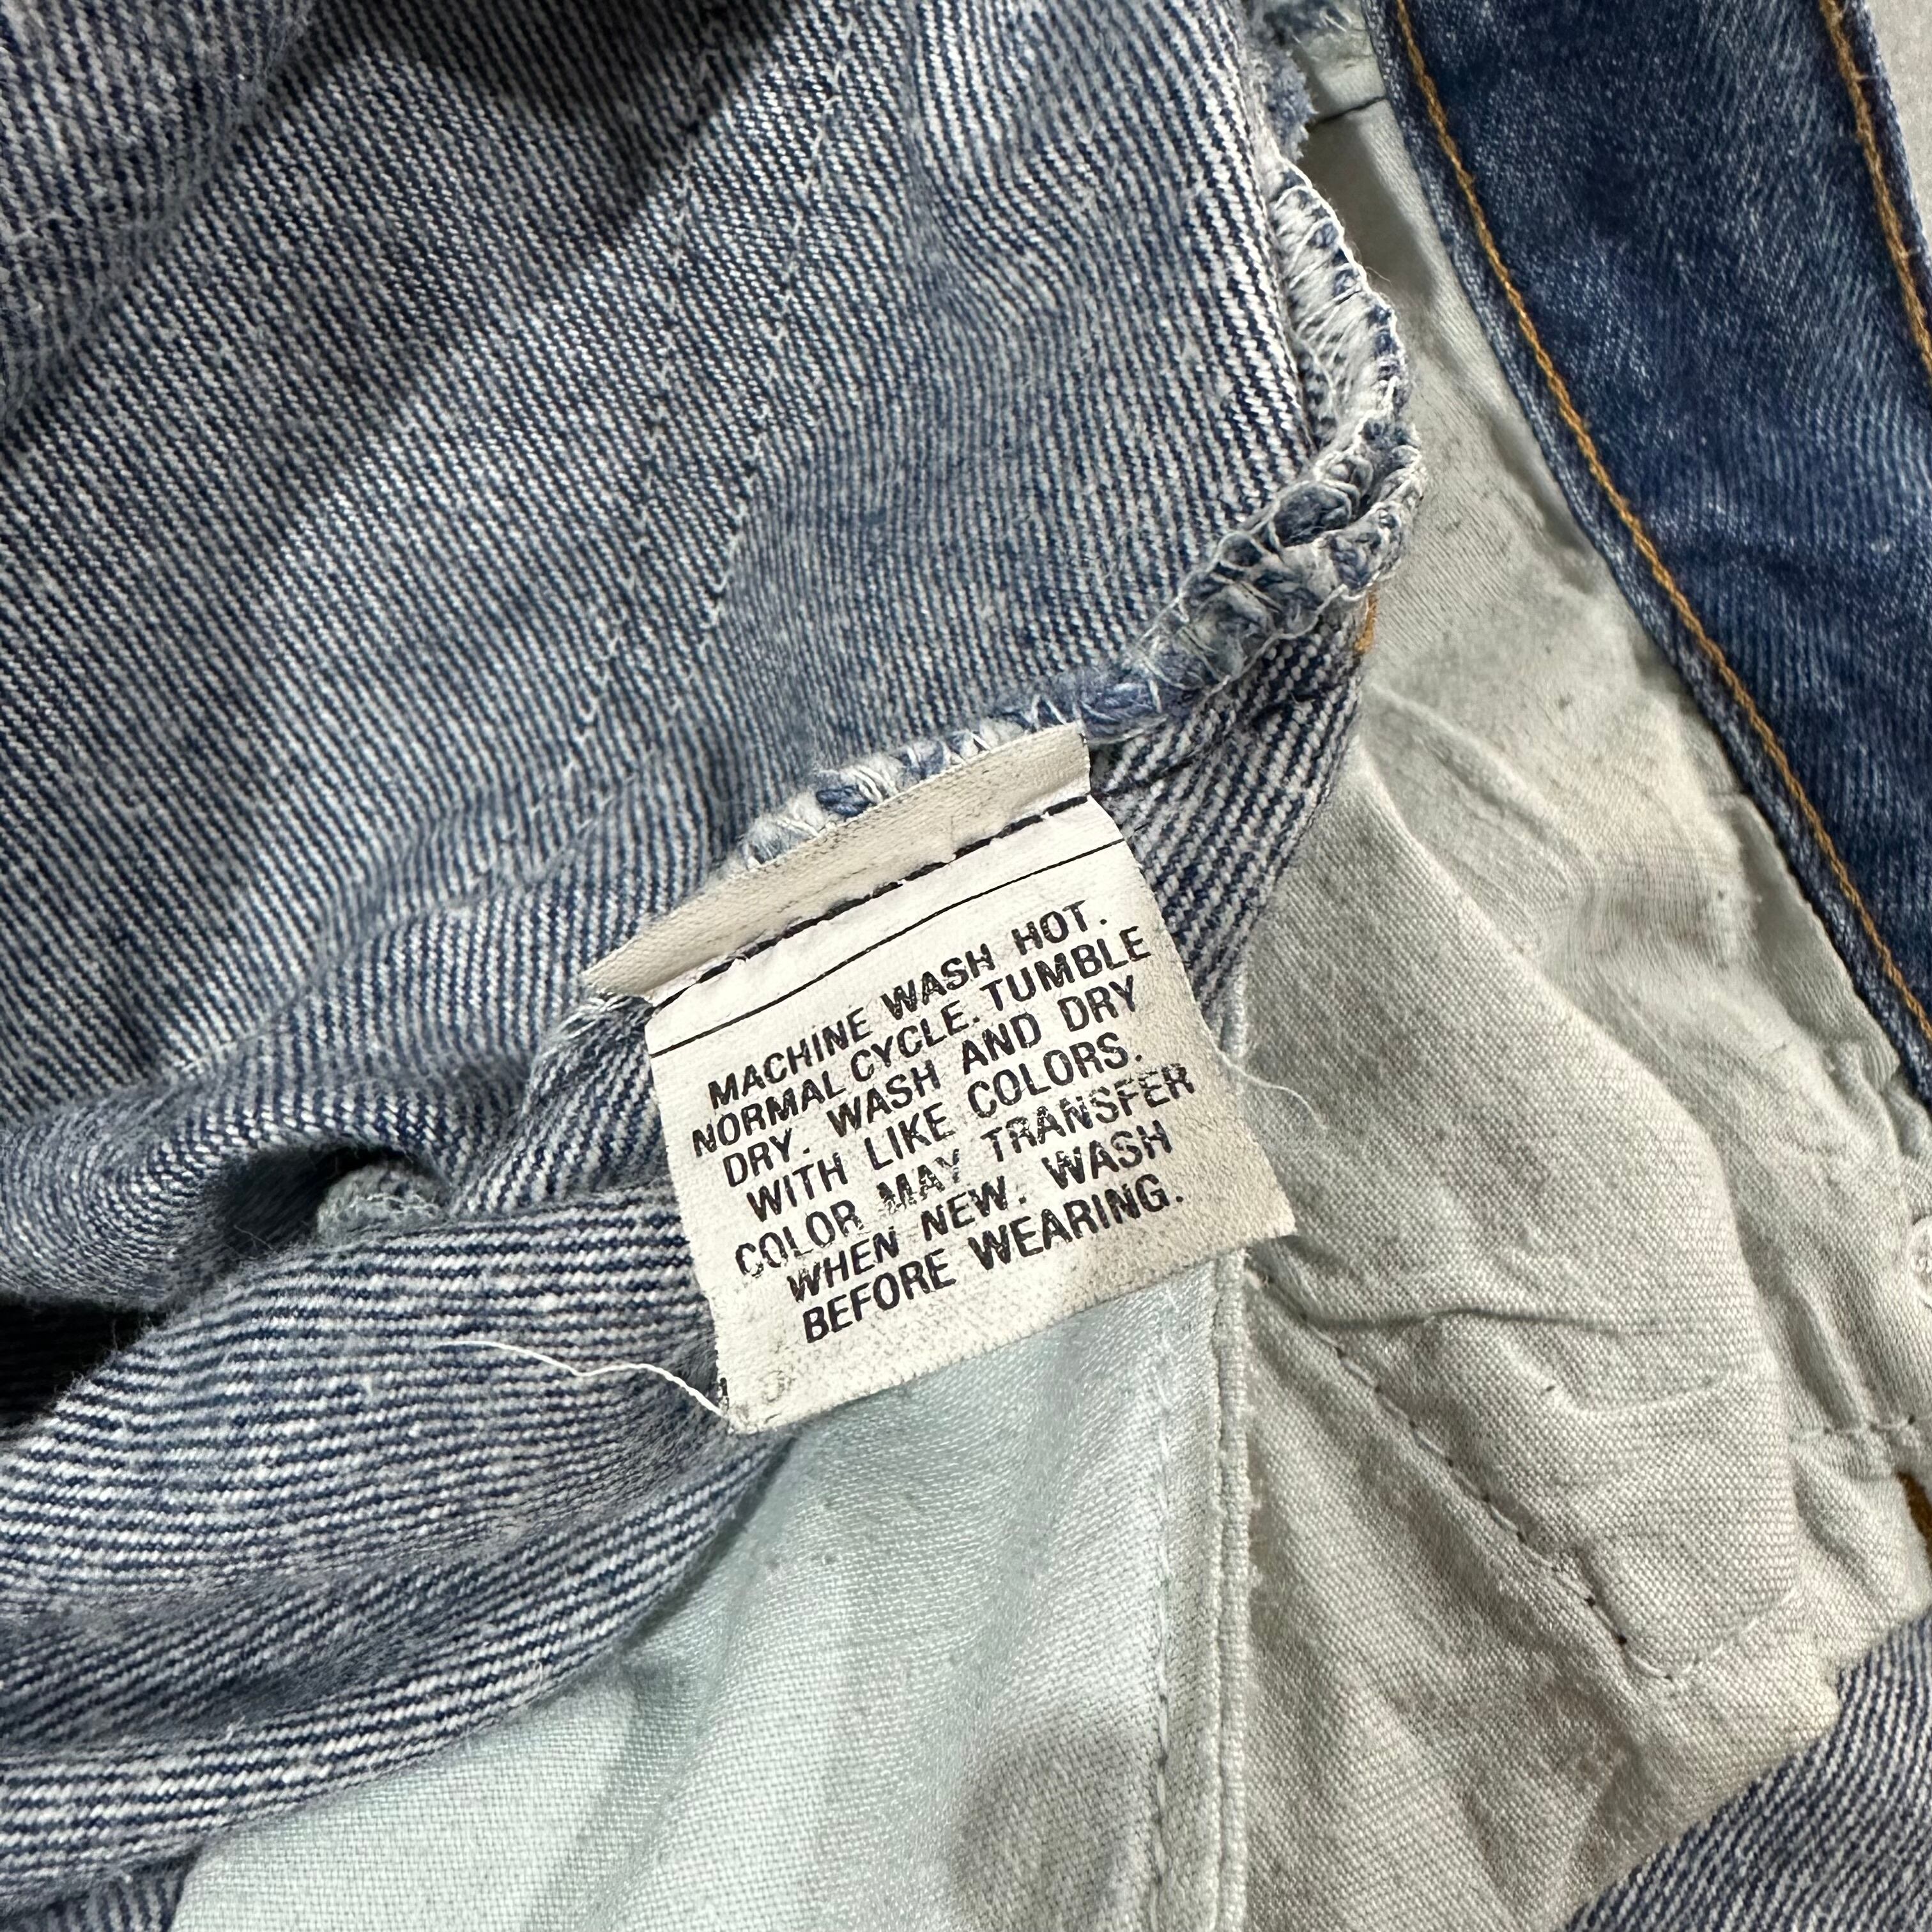 MACHINE WASH HOT.
NORMAL CYCLE. TUMBLE
DRY. WASH AND DRY
WITH LIKE COLORS.
COLOR MAY TRANSFER
WHEN NEW. WASH
BEFORE WEARING.